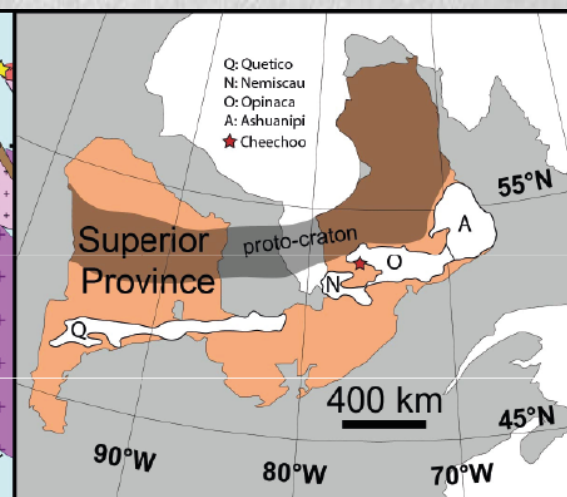 Q: Quetico
N: Nemiscau
O: Opinaca
A: Ashuanipi
Cheechoo
55°N
A
Superior
Province
proto-craton
O
N
Q
400 km
45°N
90°W
80°W
70°W